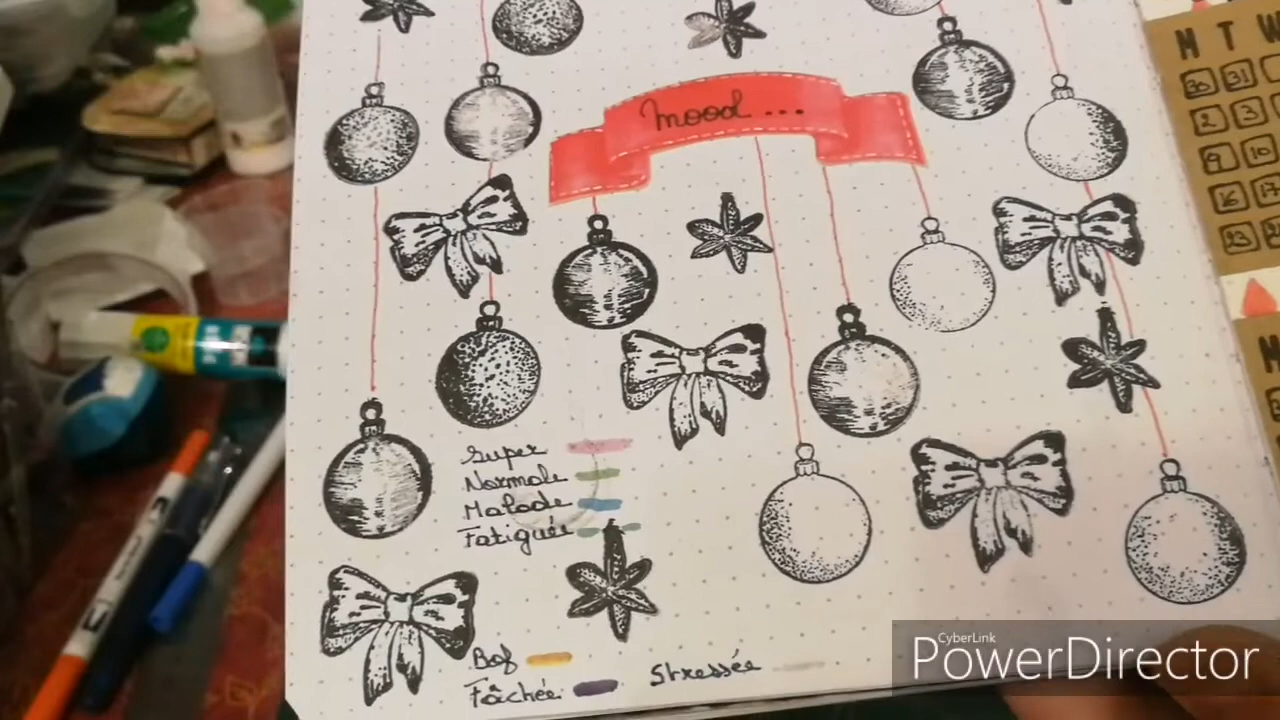 mood ...
M T W
30 31
2 3
9 10
16 17
23
M
Super
Normale
Malade
Fatiguée
Bof
Fâchée
Stressée
CyberLink
PowerDirector